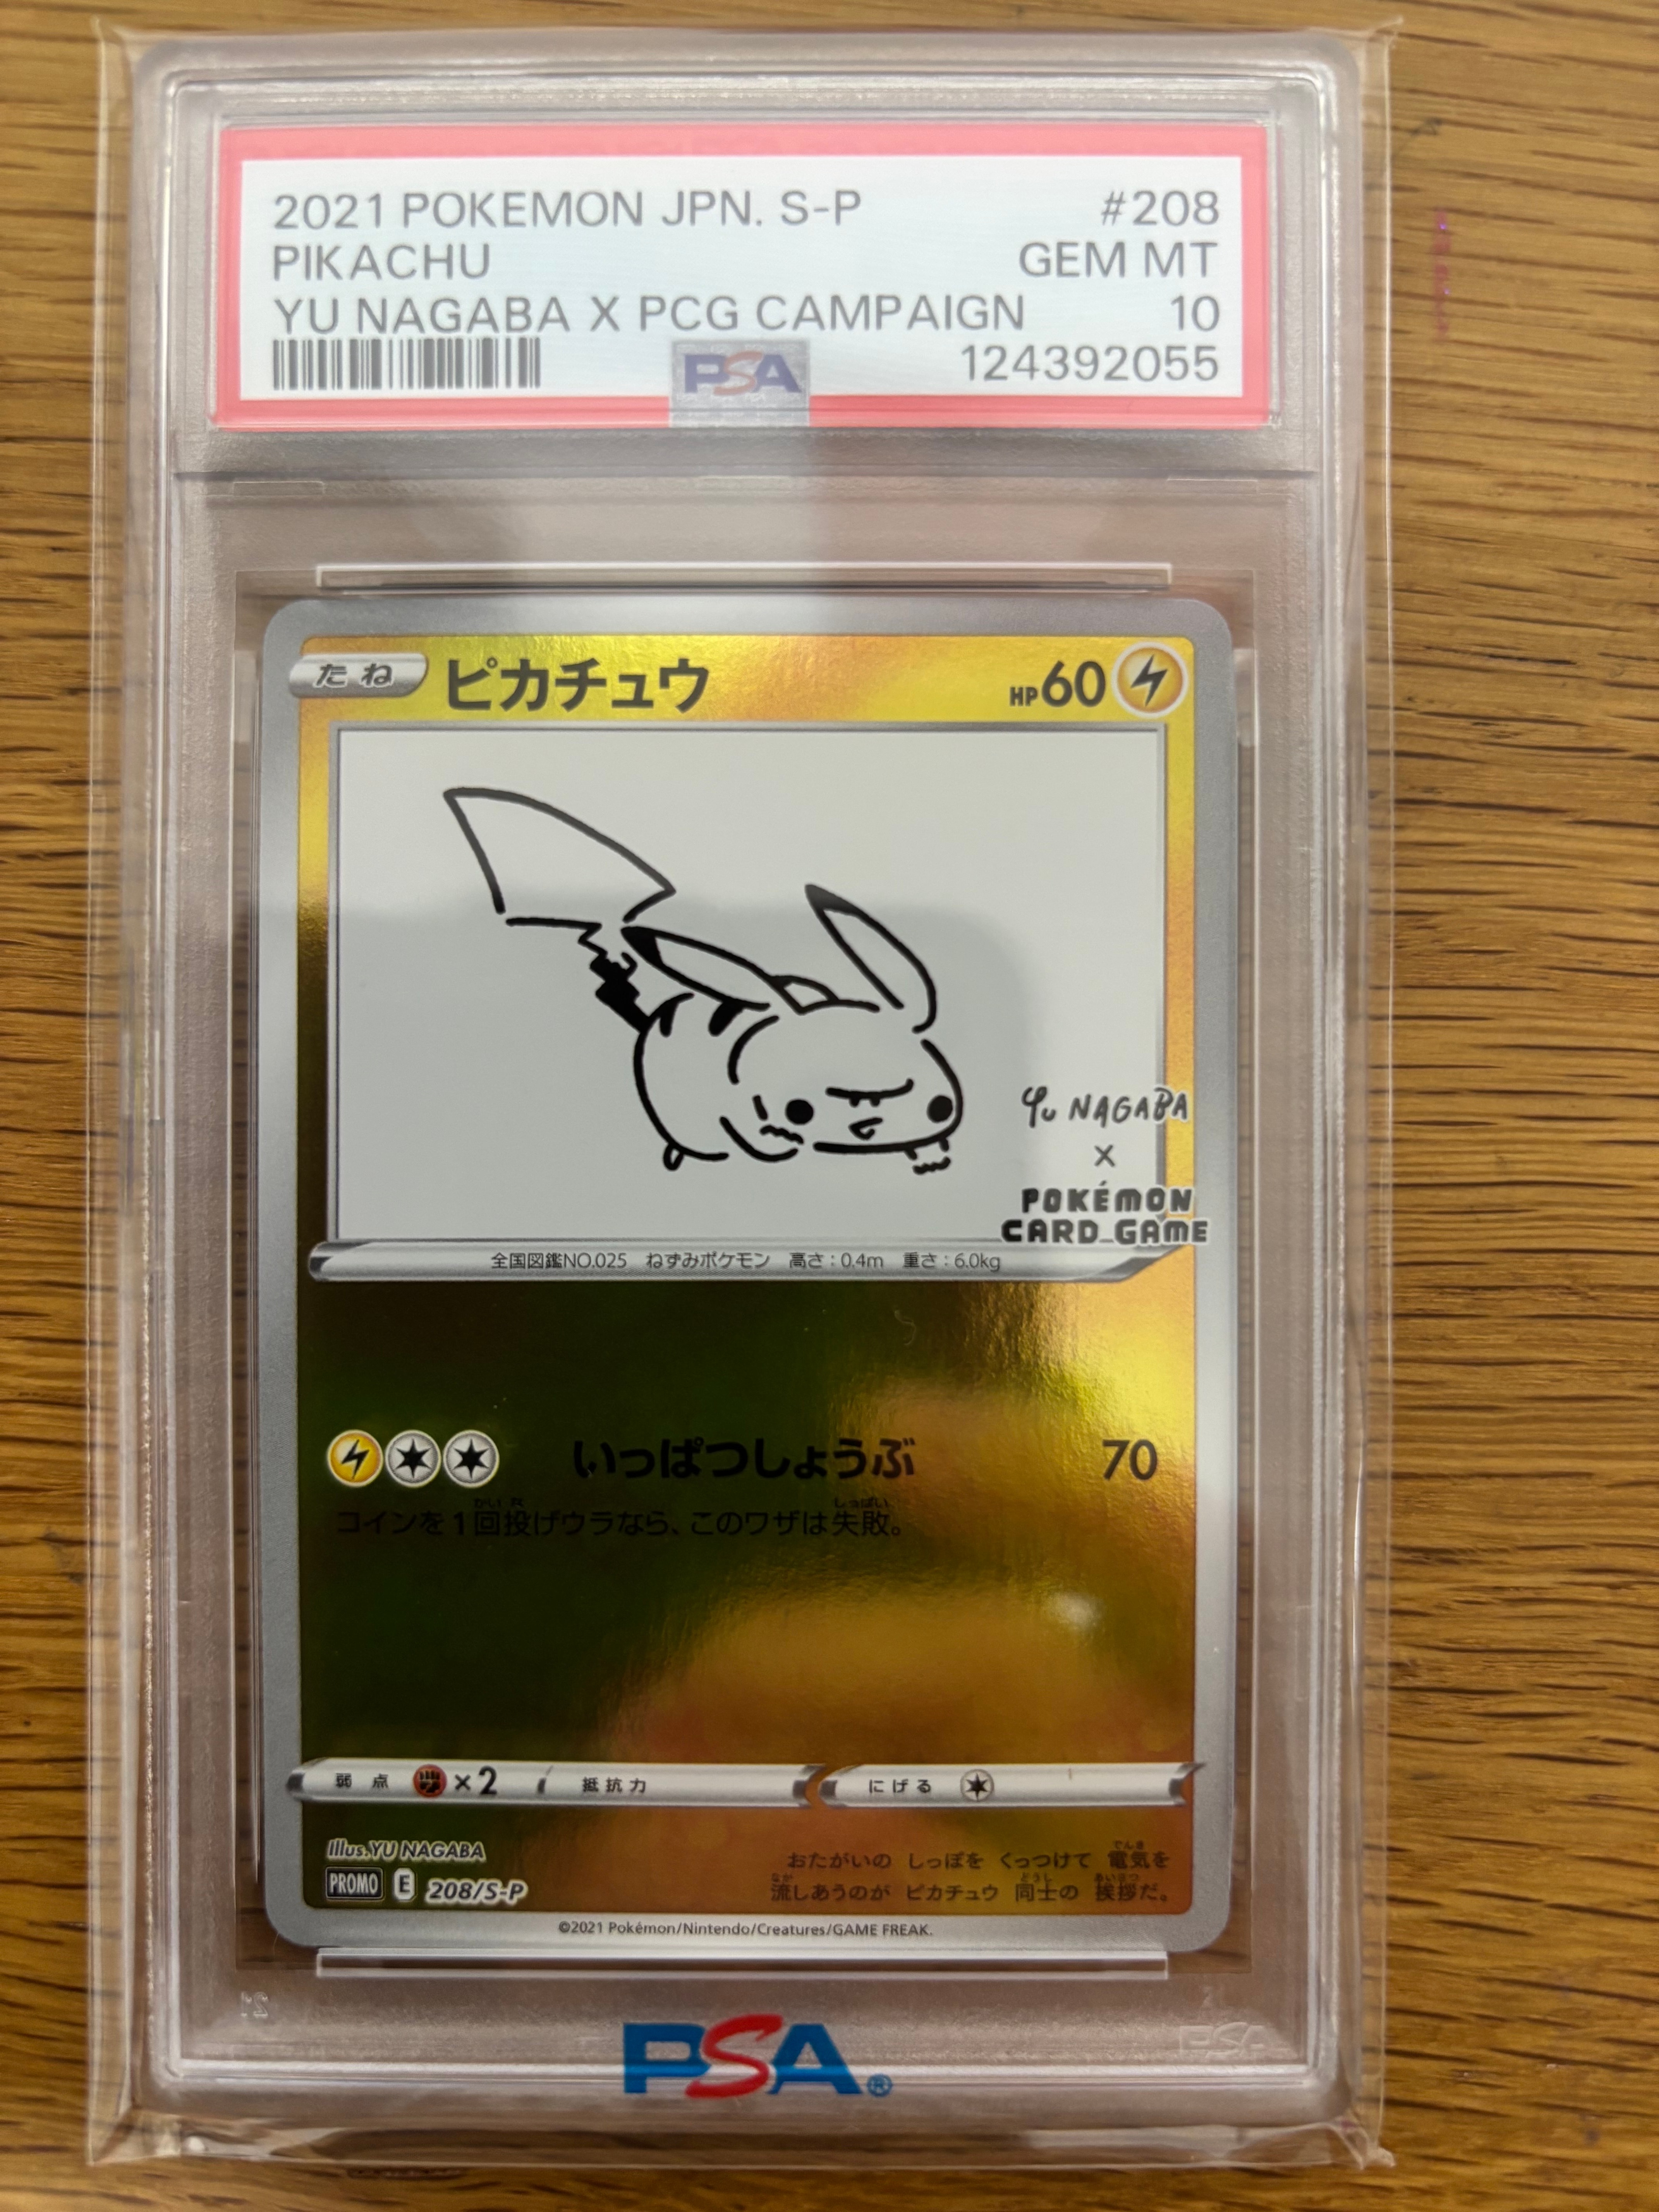 2021 POKEMON JPN. S-P #208
PIKACHU GEM MT
YU NAGABA X PCG CAMPAIGN 10
PSA 124392055
たね ピカチュウ HP60
YU NAGABA
X
POKÉMON
CARD GAME
全国図鑑NO.025 ねずみポケモン 高さ:0.4m 重さ:6.0kg
いっぱつしょうぶ 70
コインを1回投げウラなら、このワザは失敗。
弱点 ×2 抵抗力 にげる
Illus.YU NAGABA
PROMO E 208/S-P
おたがいの しっぽを くっつけて 電気を
流しあうのが ピカチュウ 同士の 挨拶だ。
©2021 Pokémon/Nintendo/Creatures/GAME FREAK.
PSA®
PSA